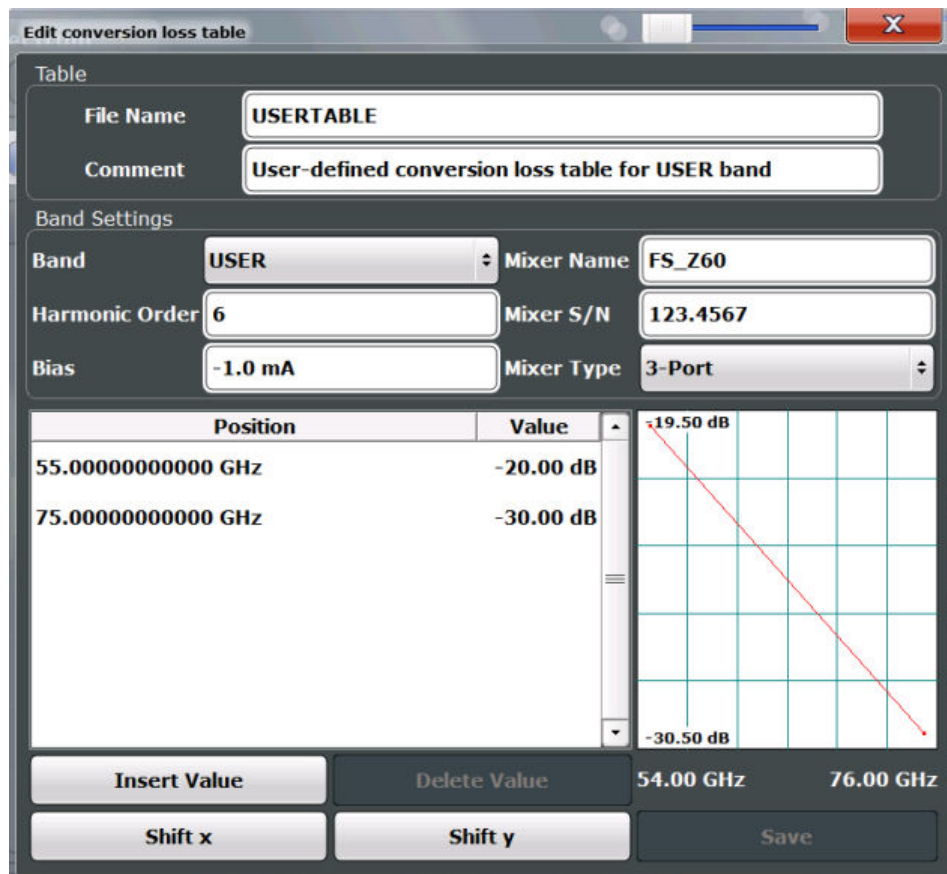 Edit conversion loss table
X
Table
File Name USERTABLE
Comment User-defined conversion loss table for USER band
Band Settings
Band USER Mixer Name FS_Z60
Harmonic Order 6 Mixer S/N 123.4567
Bias -1.0 mA Mixer Type 3-Port
Position Value -19.50 dB
55.00000000000 GHz -20.00 dB
75.00000000000 GHz -30.00 dB
-30.50 dB
Insert Value Delete Value 54.00 GHz 76.00 GHz
Shift x Shift y Save